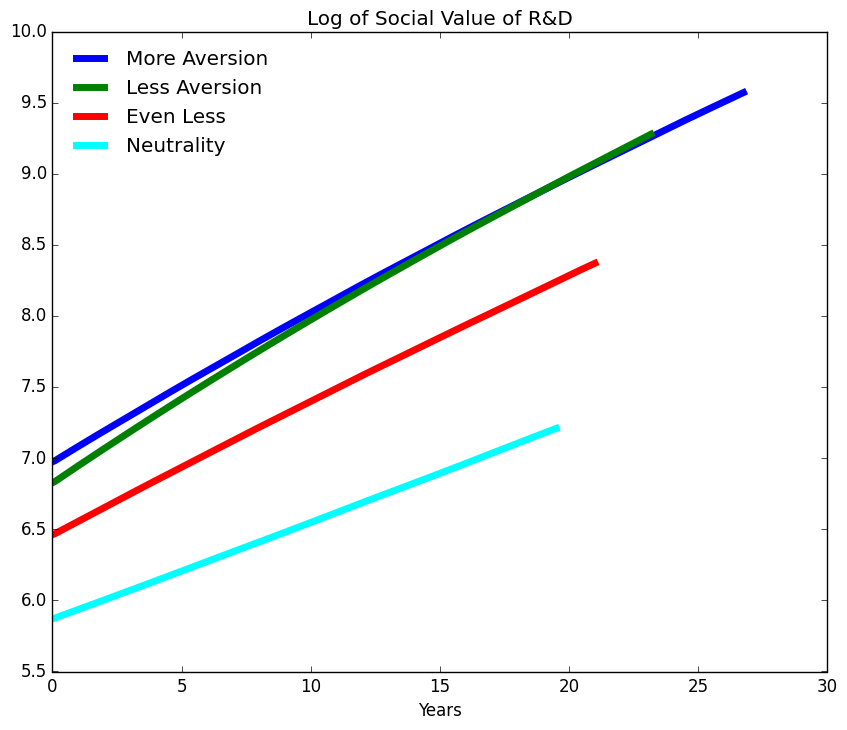 Log of Social Value of R&D
10.0
9.5
9.0
8.5
8.0
7.5
7.0
6.5
6.0
5.5
More Aversion
Less Aversion
Even Less
Neutrality
0 5 10 15 20 25 30
Years